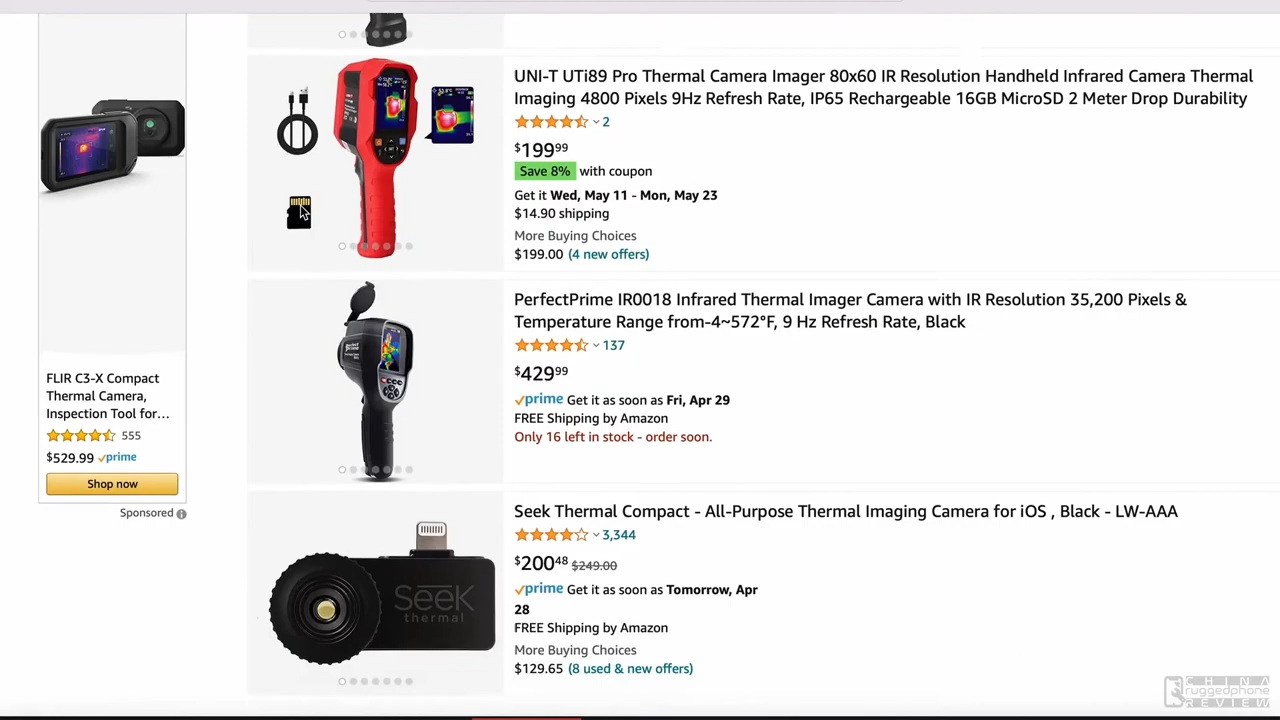 UNI-T UTi89 Pro Thermal Camera Imager 80x60 IR Resolution Handheld Infrared Camera Thermal
Imaging 4800 Pixels 9Hz Refresh Rate, IP65 Rechargeable 16GB MicroSD 2 Meter Drop Durability
2
$199 99
Save 8% with coupon
Get it Wed, May 11 - Mon, May 23
$14.90 shipping
More Buying Choices
$199.00 (4 new offers)
PerfectPrime IR0018 Infrared Thermal Imager Camera with IR Resolution 35,200 Pixels &
Temperature Range from-4~572°F, 9 Hz Refresh Rate, Black
137
$429 99
prime Get it as soon as Fri, Apr 29
FREE Shipping by Amazon
Only 16 left in stock - order soon.
FLIR C3-X Compact
Thermal Camera,
Inspection Tool for…
555
$529.99 prime
Shop now
Sponsored
Seek Thermal Compact - All-Purpose Thermal Imaging Camera for iOS , Black - LW-AAA
3,344
$200 48 $249.00
prime Get it as soon as Tomorrow, Apr
28
FREE Shipping by Amazon
More Buying Choices
$129.65 (8 used & new offers)
Seek
thermal
CHINA
ruggedphone
REVIEW